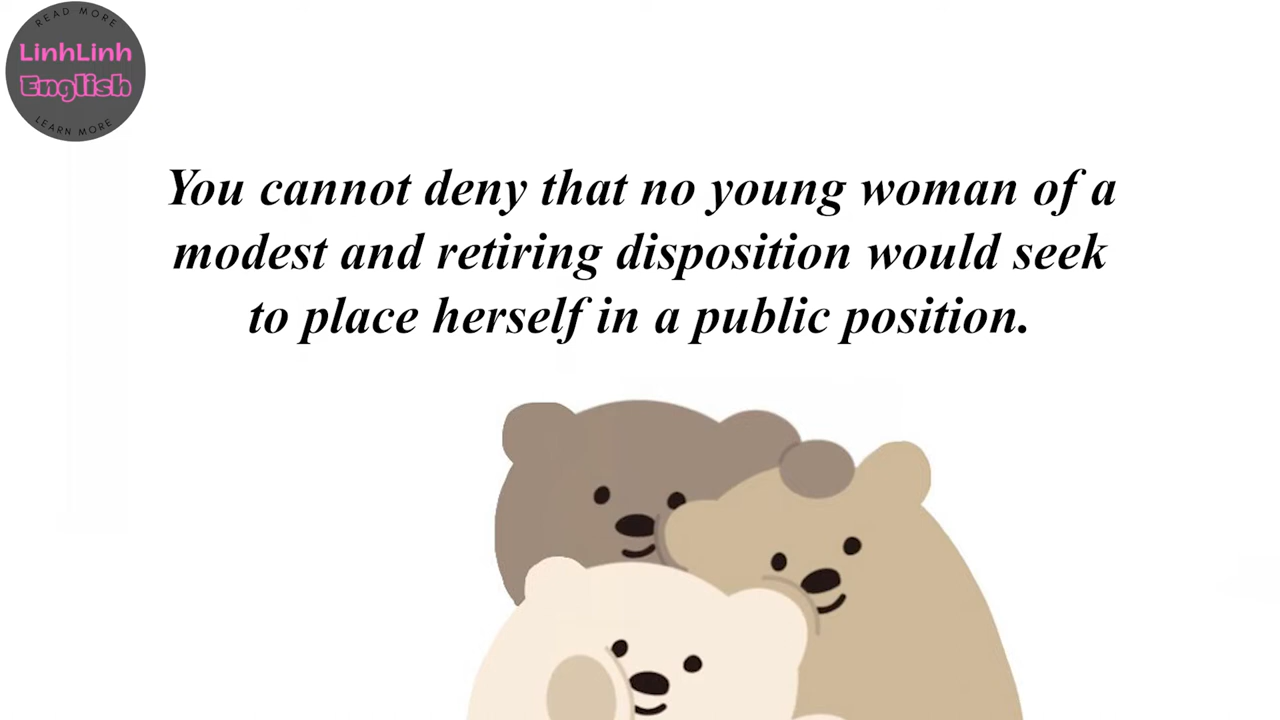 READ MORE
LinhLinh
English
LEARN MORE
You cannot deny that no young woman of a
modest and retiring disposition would seek
to place herself in a public position.